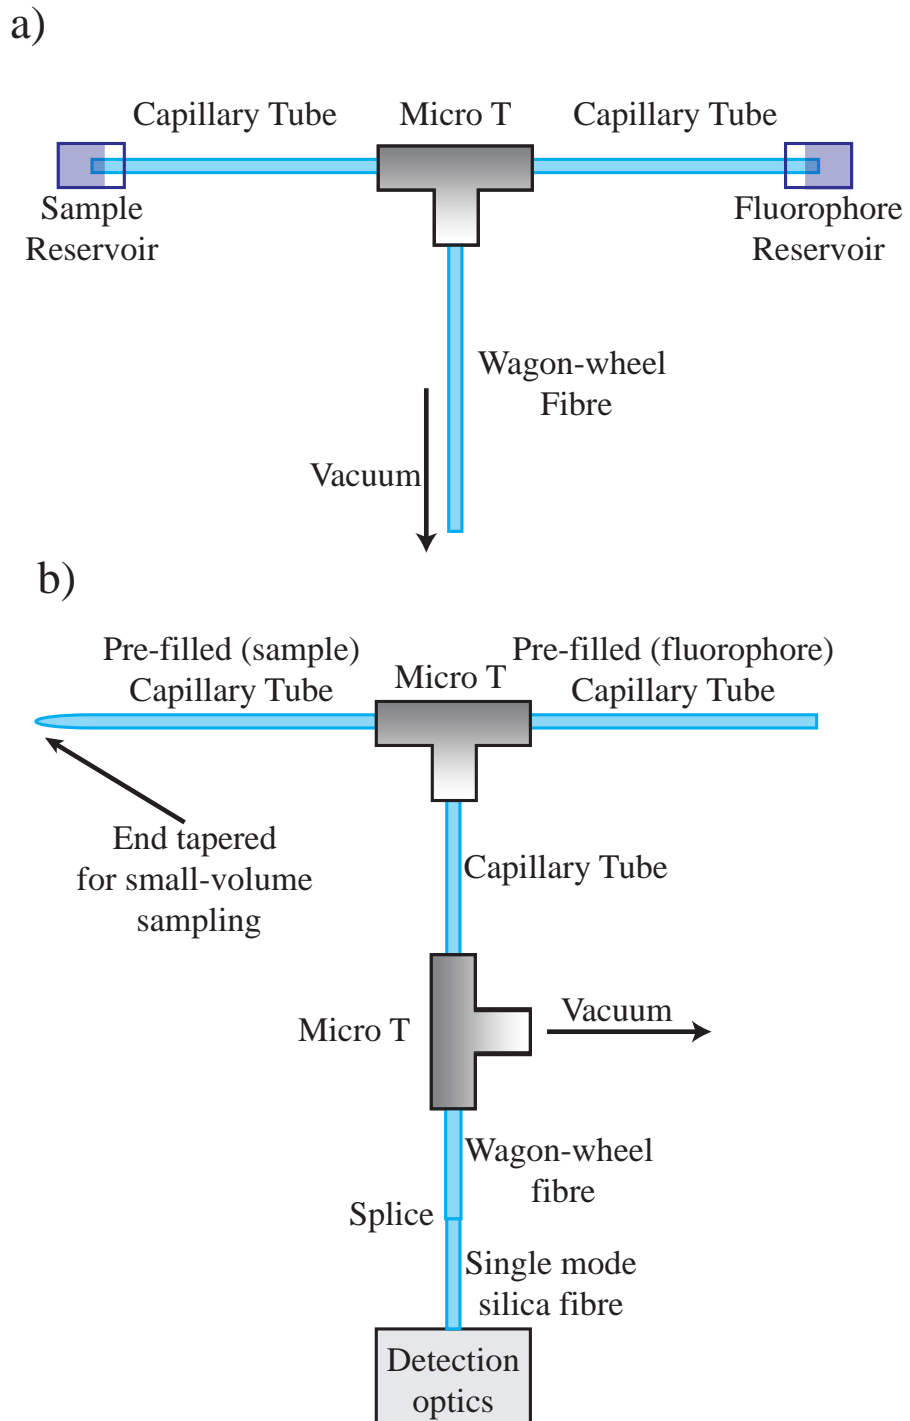 a)
Capillary Tube
Micro T
Capillary Tube
Sample
Reservoir
Fluorophore
Reservoir
Wagon-wheel
Fibre
Vacuum
b)
Pre-filled (sample)
Capillary Tube
Micro T
Pre-filled (fluorophore)
Capillary Tube
End tapered
for small-volume
sampling
Capillary Tube
Micro T
Vacuum
Wagon-wheel
fibre
Splice
Single mode
silica fibre
Detection
optics